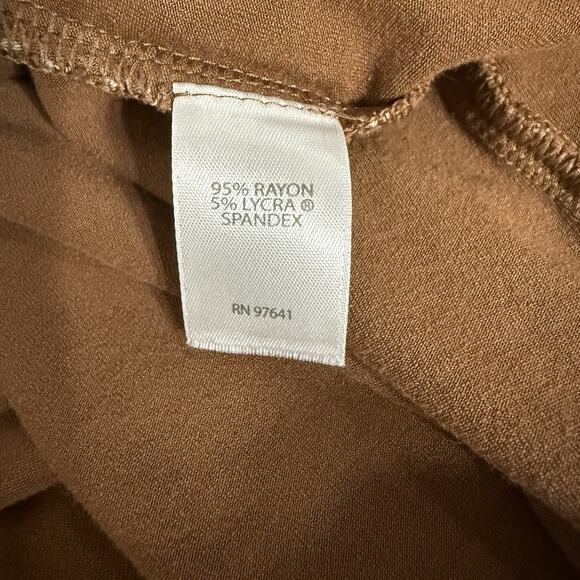 95% RAYON
5% LYCRA ®
SPANDEX
RN 97641